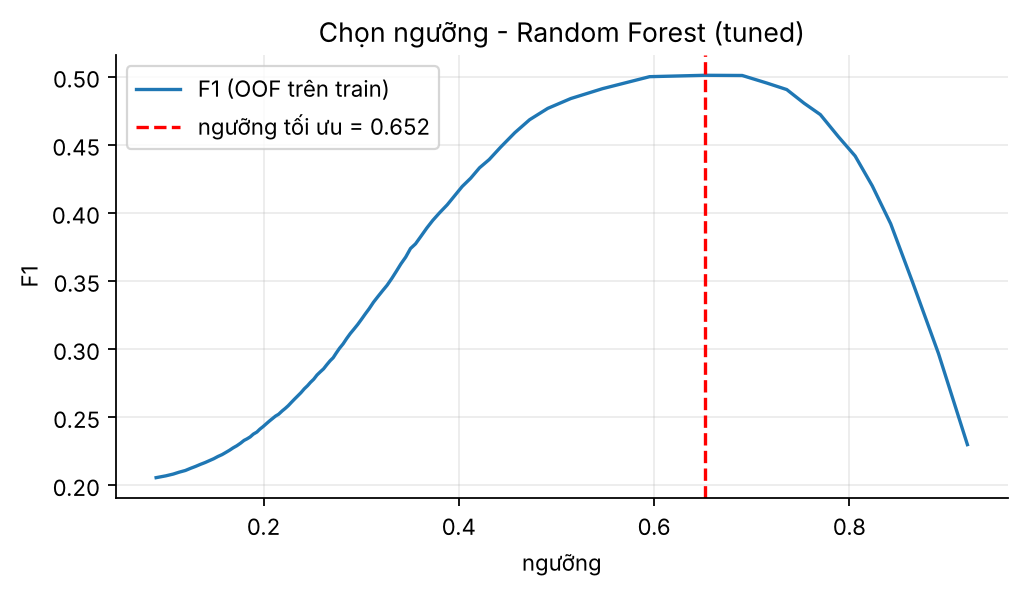 Chọn ngưỡng - Random Forest (tuned)
F1 (OOF trên train)
ngưỡng tối ưu = 0.652
0.50
0.45
0.40
0.35
0.30
0.25
0.20
F1
0.2 0.4 0.6 0.8
ngưỡng